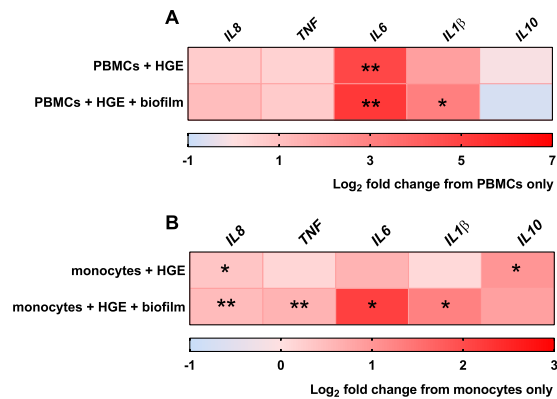 A
IL8 TNF IL6 IL1β IL10
PBMCs + HGE **
PBMCs + HGE + biofilm ** *
-1 1 3 5 7
Log₂ fold change from PBMCs only
B
IL8 TNF IL6 IL1β IL10
monocytes + HGE * *
monocytes + HGE + biofilm ** ** * *
-1 0 1 2 3
Log₂ fold change from monocytes only